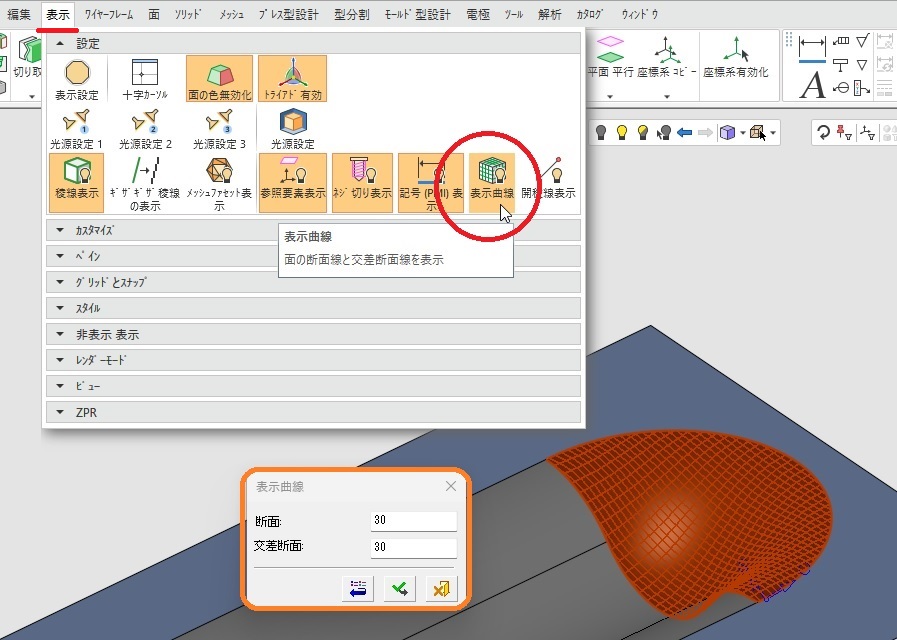 編集 表示 ﾜｲﾔｰﾌﾚｰﾑ 面 ｿﾘｯﾄﾞ ﾒｯｼｭ ﾌﾟﾚｽ型設計 型分割 ﾓｰﾙﾄﾞ型設計 電極 ﾂｰﾙ 解析 ｶﾀﾛｸﾞ ｳｨﾝﾄﾞｳ
設定
切り取
表示設定 十字ｶｰｿﾙ 面の色無効化 ﾄﾗｲｱﾄﾞ有効
平面 平行 座標系 ｺﾋﾟｰ 座標系有効化
光源設定 1 光源設定 2 光源設定 3 光源設定
稜線表示 ｷﾞｻﾞｷﾞｻﾞ稜線の表示 ﾒｯｼｭﾌｧｾｯﾄ表示 参照要素表示 ﾈｼﾞ切り表示 記号 (PMI) 表示 表示曲線 開稜線表示
ｶｽﾀﾏｲｽﾞ
ﾍﾟｲﾝ
ｸﾞﾘｯﾄﾞとｽﾅｯﾌﾟ
ｽﾀｲﾙ
非表示 表示
ﾚﾝﾀﾞｰﾓｰﾄﾞ
ﾋﾞｭｰ
ZPR
表示曲線
面の断面線と交差断面線を表示
表示曲線
断面: 30
交差断面: 30